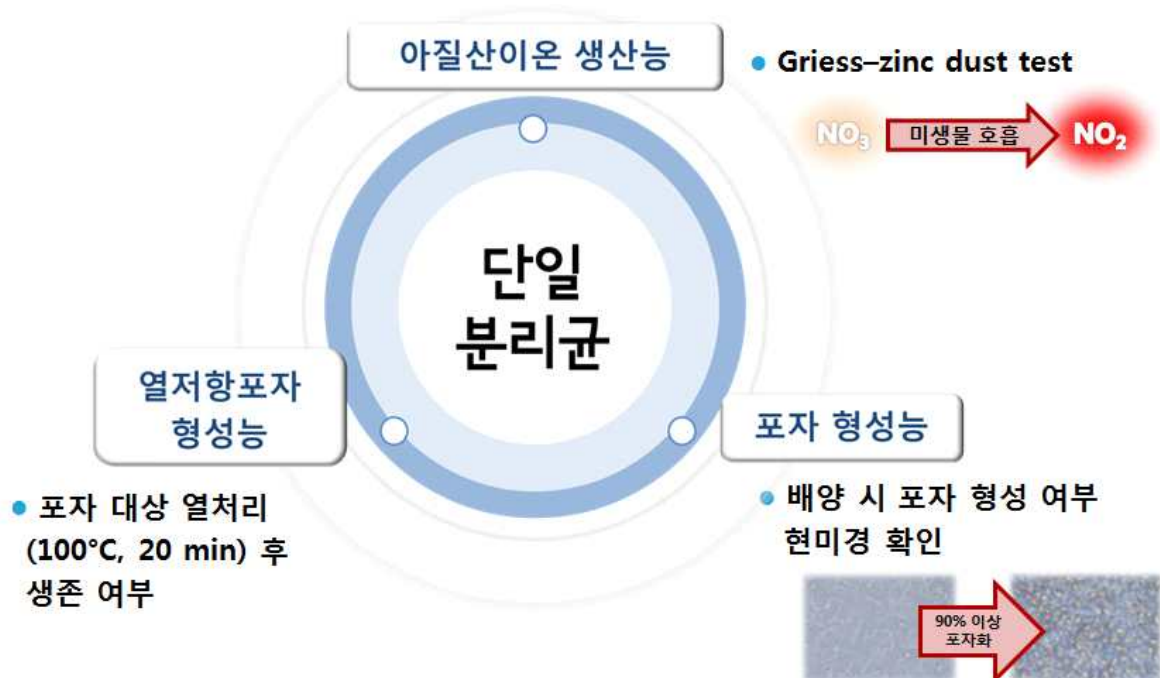 아질산이온 생산능
• Griess–zinc dust test
NO₃
미생물 호흡
NO₂
단일
분리균
열저항포자
형성능
• 포자 대상 열처리
(100°C, 20 min) 후
생존 여부
포자 형성능
• 배양 시 포자 형성 여부
현미경 확인
90% 이상
포자화